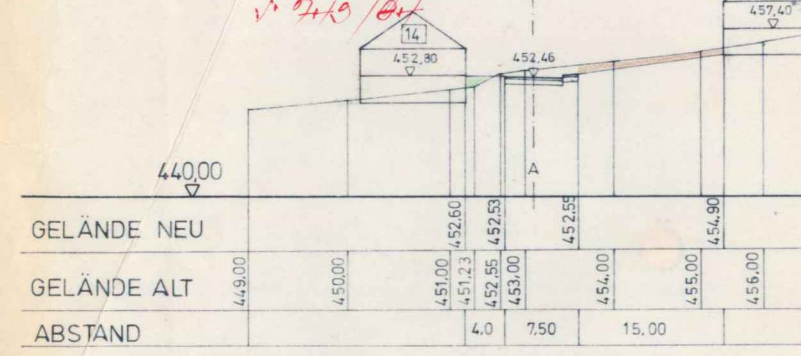 457,40
14
452,80
452,46
A
440,00
GELÄNDE NEU 452,60 452,53 452,55 454,90
GELÄNDE ALT 449,00 450,00 451,00 451,23 452,55 453,00 454,00 455,00 456,00
ABSTAND 4,0 7,50 15,00